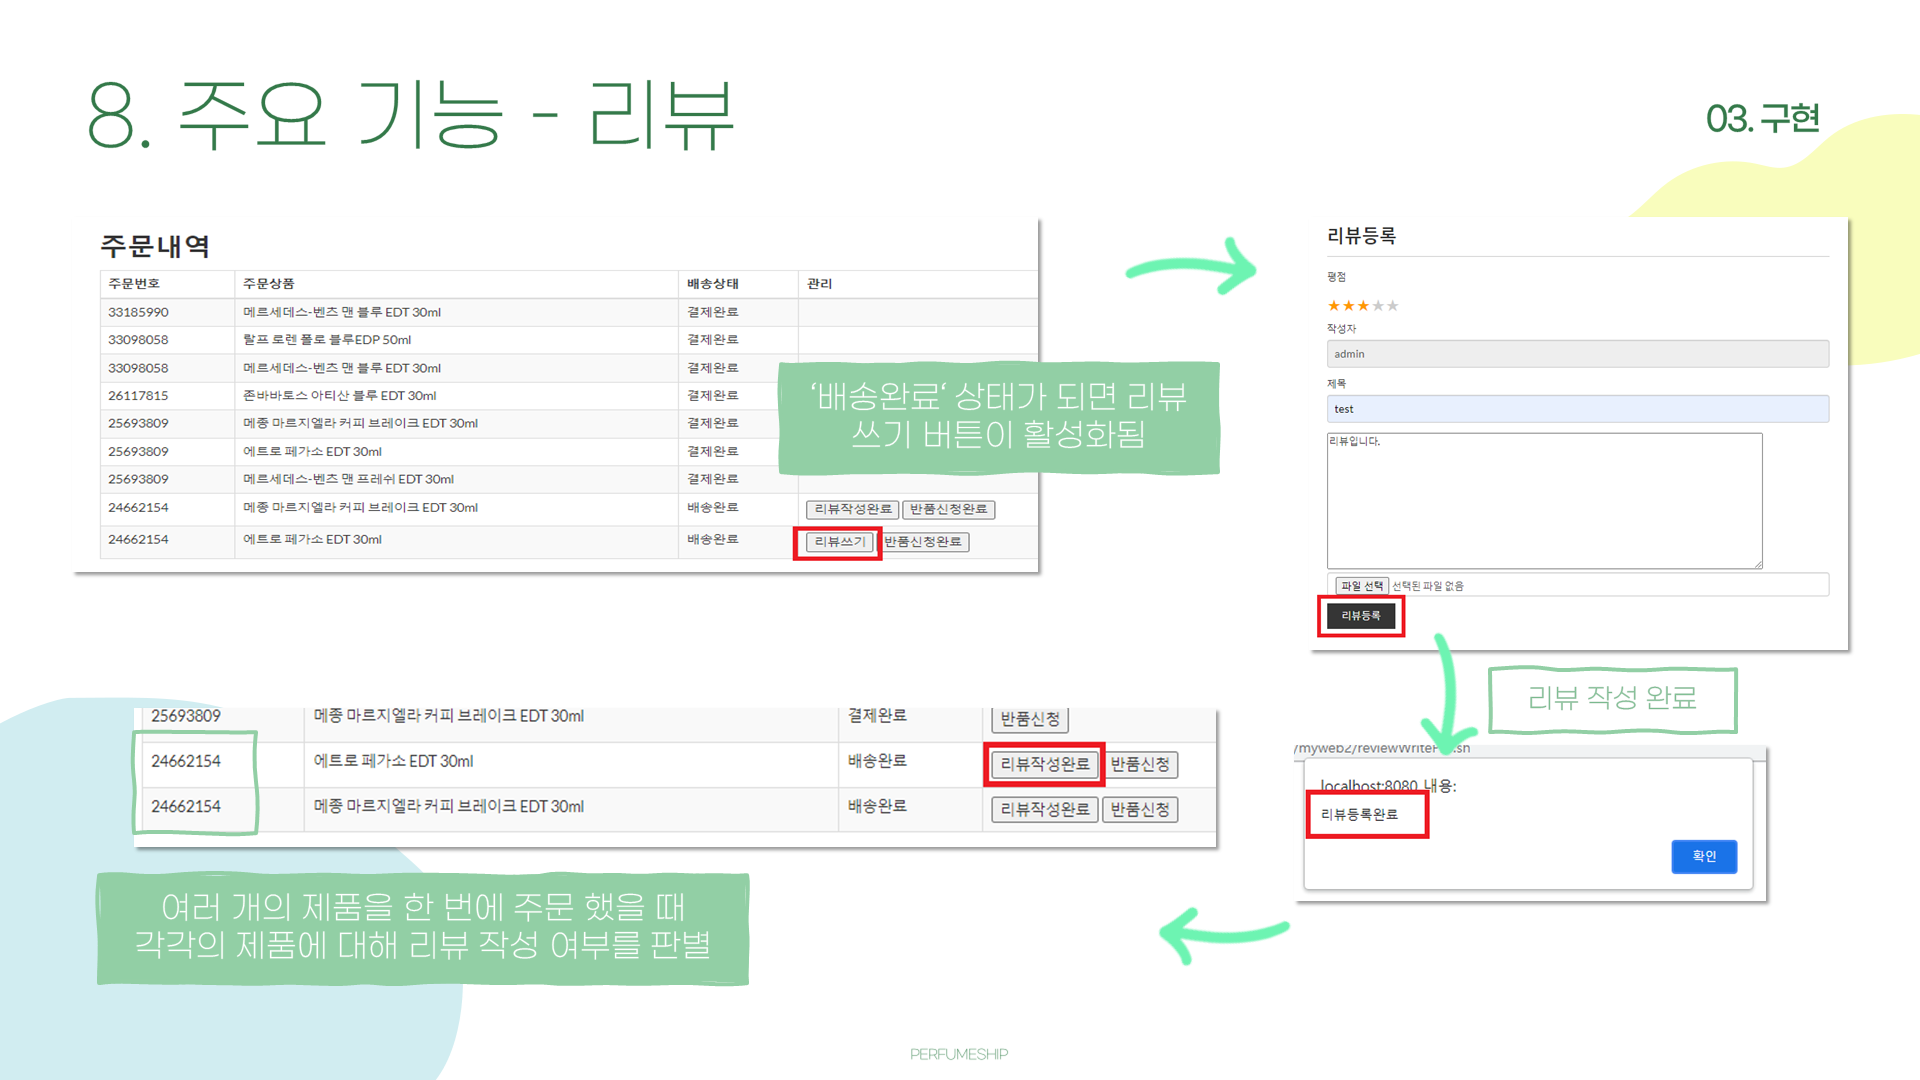 8. 주요 기능 - 리뷰
03. 구현
주문내역
주문번호 주문상품 배송상태 관리
33185990 메르세데스-벤츠 맨 블루 EDT 30ml 결제완료
33098058 랄프 로렌 폴로 블루EDP 50ml 결제완료
33098058 메르세데스-벤츠 맨 블루 EDT 30ml 결제완료
26117815 존바바토스 아티산 블루 EDT 30ml 결제완료
25693809 메종 마르지엘라 커피 브레이크 EDT 30ml 결제완료
25693809 에트로 페가소 EDT 30ml 결제완료
25693809 메르세데스-벤츠 맨 프레쉬 EDT 30ml 결제완료
24662154 메종 마르지엘라 커피 브레이크 EDT 30ml 배송완료 리뷰작성완료 반품신청완료
24662154 에트로 페가소 EDT 30ml 배송완료 리뷰쓰기 반품신청완료
‘배송완료‘ 상태가 되면 리뷰
쓰기 버튼이 활성화됨
리뷰등록
평점
★★★★★
작성자
admin
제목
test
리뷰입니다.
파일 선택 선택된 파일 없음
리뷰등록
리뷰 작성 완료
localhost:8080 내용:
리뷰등록완료
확인
25693809 메종 마르지엘라 커피 브레이크 EDT 30ml 결제완료 반품신청
24662154 에트로 페가소 EDT 30ml 배송완료 리뷰작성완료 반품신청
24662154 메종 마르지엘라 커피 브레이크 EDT 30ml 배송완료 리뷰작성완료 반품신청
여러 개의 제품을 한 번에 주문 했을 때
각각의 제품에 대해 리뷰 작성 여부를 판별
PERFUMESHIP